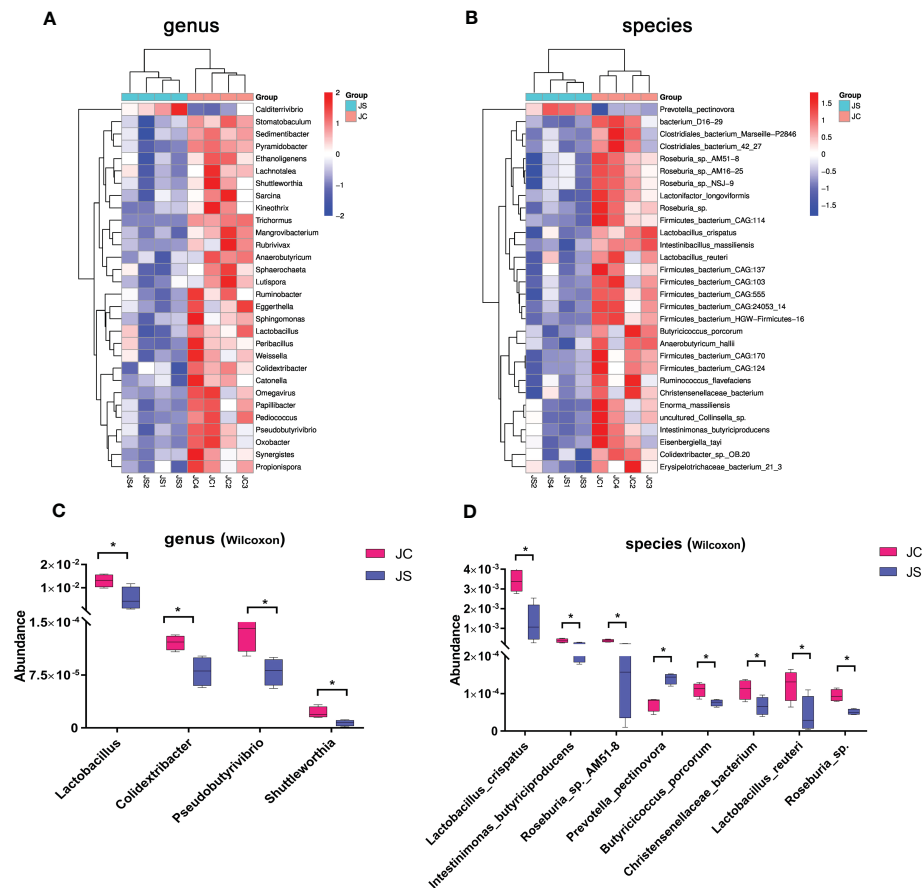 A
genus
Group
JS
JC
2
1
0
−1
−2
Calditerrivibrio
Stomatobaculum
Sedimentibacter
Pyramidobacter
Ethanoligenens
Lachnotalea
Shuttleworthia
Sarcina
Kineothrix
Trichormus
Mangrovibacterium
Rubrivivax
Anaerobutyricum
Sphaerochaeta
Lutispora
Ruminobacter
Eggerthella
Sphingomonas
Lactobacillus
Peribacillus
Weissella
Colidextribacter
Catonella
Omegavirus
Papillibacter
Pediococcus
Pseudobutyrivibrio
Oxobacter
Synergistes
Propionispora
JS4 JS2 JS1 JS3 JC4 JC1 JC2 JC3
B
species
Group
JS
JC
1.5
1
0.5
0
−0.5
−1
−1.5
Prevotella_pectinovora
bacterium_D16−29
Clostridiales_bacterium_Marseille−P2846
Clostridiales_bacterium_42_27
Roseburia_sp._AM51−8
Roseburia_sp._AM16−25
Roseburia_sp._NSJ−9
Lactonifactor_longoviformis
Roseburia_sp.
Firmicutes_bacterium_CAG:114
Lactobacillus_crispatus
Intestinibacillus_massiliensis
Lactobacillus_reuteri
Firmicutes_bacterium_CAG:137
Firmicutes_bacterium_CAG:103
Firmicutes_bacterium_CAG:555
Firmicutes_bacterium_CAG:24053_14
Firmicutes_bacterium_HGW−Firmicutes−16
Butyricicoccus_porcorum
Anaerobutyricum_hallii
Firmicutes_bacterium_CAG:170
Firmicutes_bacterium_CAG:124
Ruminococcus_flavefaciens
Christensenellaceae_bacterium
Enorma_massiliensis
uncultured_Collinsella_sp.
Intestinimonas_butyriciproducens
Eisenbergiella_tayi
Colidextribacter_sp._OB.20
Erysipelotrichaceae_bacterium_21_3
JS2 JS4 JS1 JS3 JC1 JC4 JC2 JC3
C
genus (Wilcoxon)
JC
JS
Abundance
2×10⁻²
1×10⁻²
1.5×10⁻⁴
7.5×10⁻⁵
0
* * * *
Lactobacillus
Colidextribacter
Pseudobutyrivibrio
Shuttleworthia
D
species (Wilcoxon)
JC
JS
Abundance
4×10⁻³
3×10⁻³
2×10⁻³
1×10⁻³
2×10⁻⁴
1×10⁻⁴
0
* * * * * * * *
Lactobacillus_crispatus
Intestinimonas_butyriciproducens
Roseburia_sp._AM51-8
Prevotella_pectinovora
Butyricicoccus_porcorum
Christensenellaceae_bacterium
Lactobacillus_reuteri
Roseburia_sp.